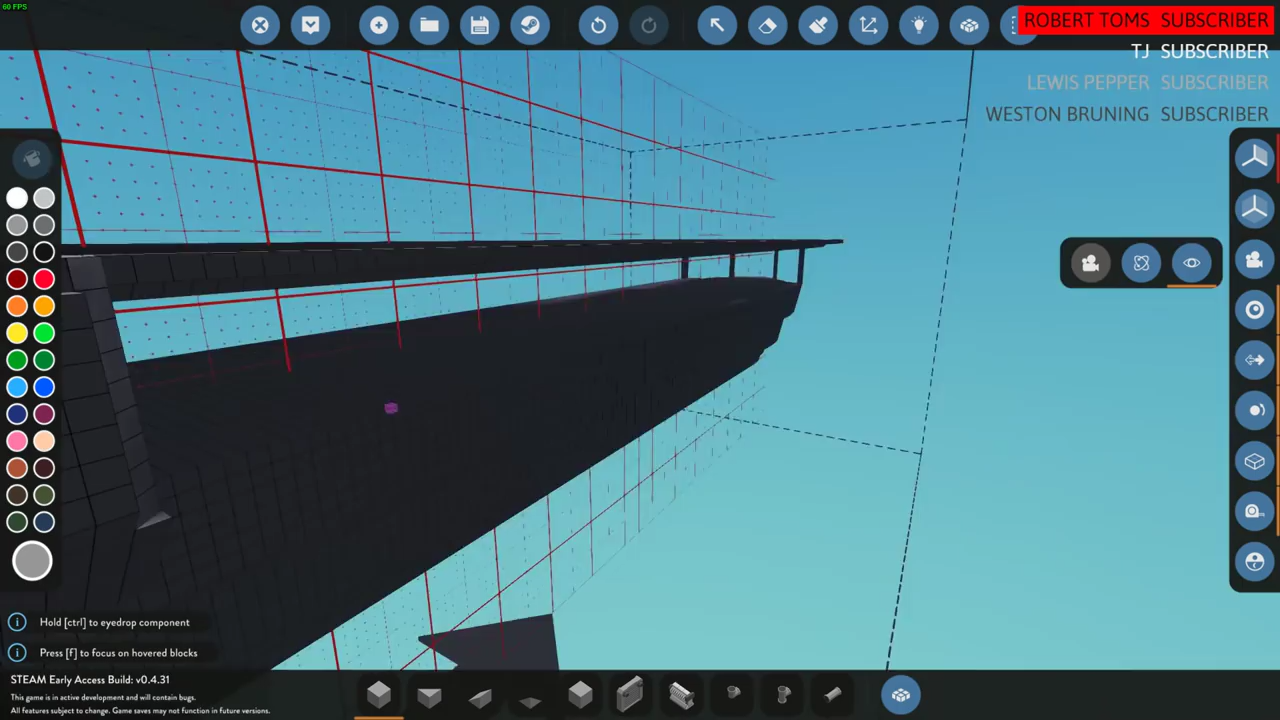 60 FPS
ROBERT TOMS SUBSCRIBER
TJ SUBSCRIBER
LEWIS PEPPER SUBSCRIBER
WESTON BRUNING SUBSCRIBER
Hold [ctrl] to eyedrop component
Press [f] to focus on hovered blocks
STEAM Early Access Build: v0.4.31
This game is in active development and will contain bugs.
All features subject to change. Game saves may not function in future versions.